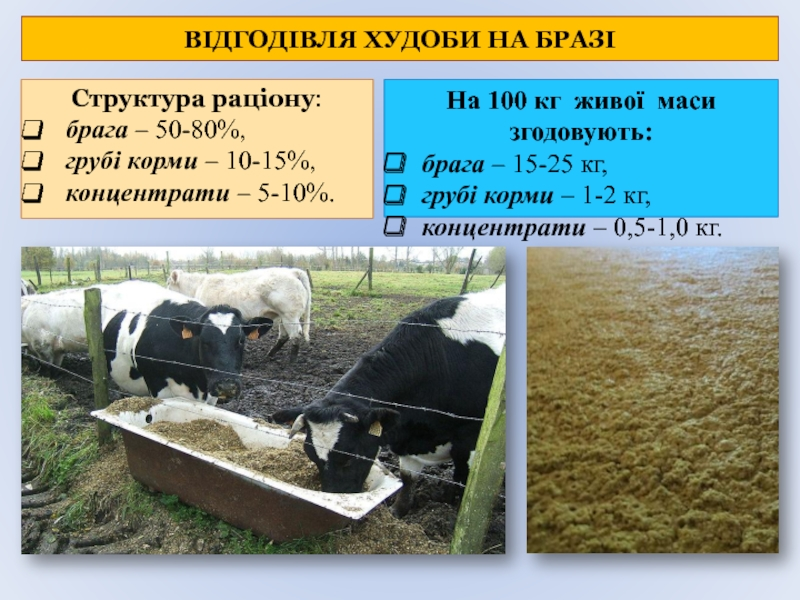 ВІДГОДІВЛЯ ХУДОБИ НА БРАЗІ
Структура раціону:
❑ брага – 50-80%,
❑ грубі корми – 10-15%,
❑ концентрати – 5-10%.
На 100 кг живої маси
згодовують:
❑ брага – 15-25 кг,
❑ грубі корми – 1-2 кг,
❑ концентрати – 0,5-1,0 кг.